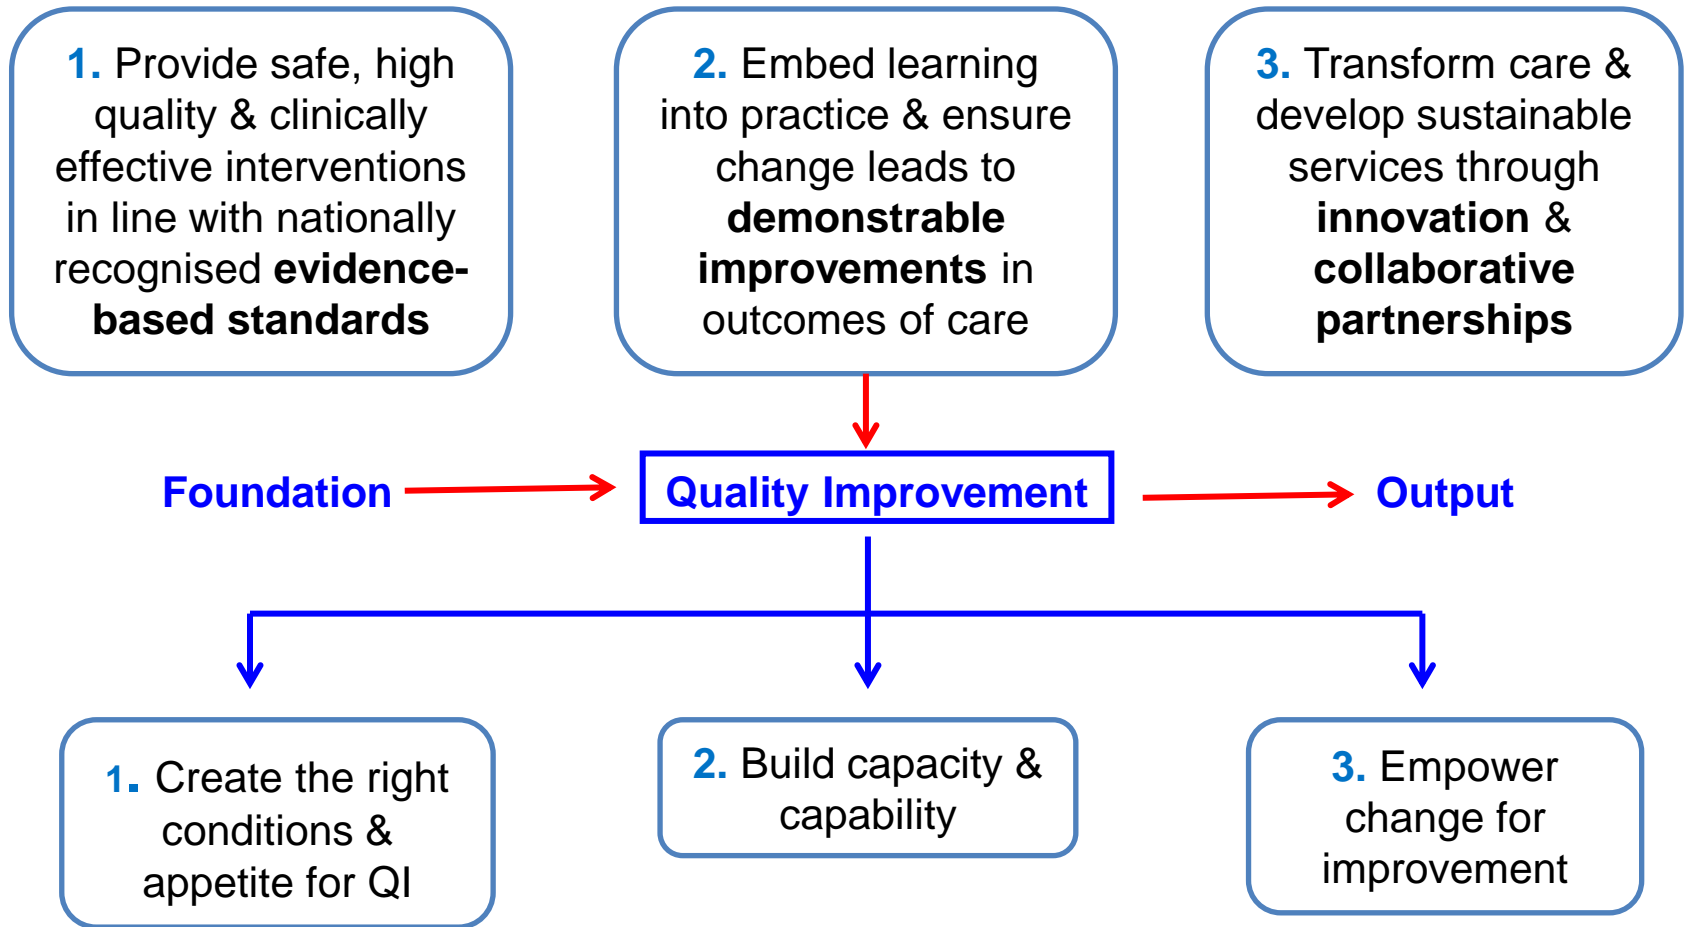 1. Provide safe, high
quality & clinically
effective interventions
in line with nationally
recognised evidence-
based standards
2. Embed learning
into practice & ensure
change leads to
demonstrable
improvements in
outcomes of care
3. Transform care &
develop sustainable
services through
innovation &
collaborative
partnerships
Foundation
Quality Improvement
Output
1. Create the right
conditions &
appetite for QI
2. Build capacity &
capability
3. Empower
change for
improvement